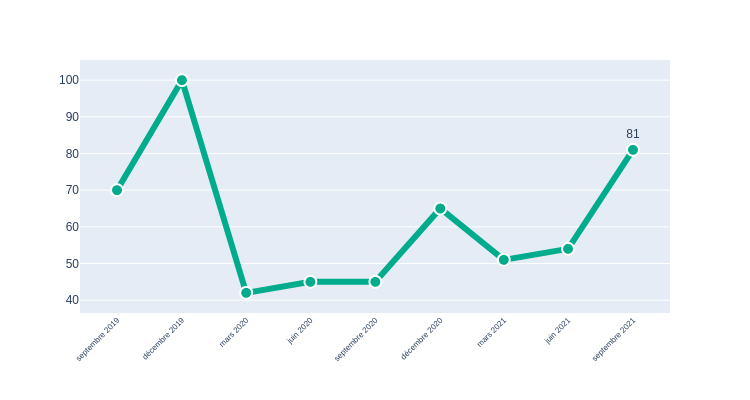 100
90
80
70
60
50
40
81
septembre 2019
décembre 2019
mars 2020
juin 2020
septembre 2020
décembre 2020
mars 2021
juin 2021
septembre 2021